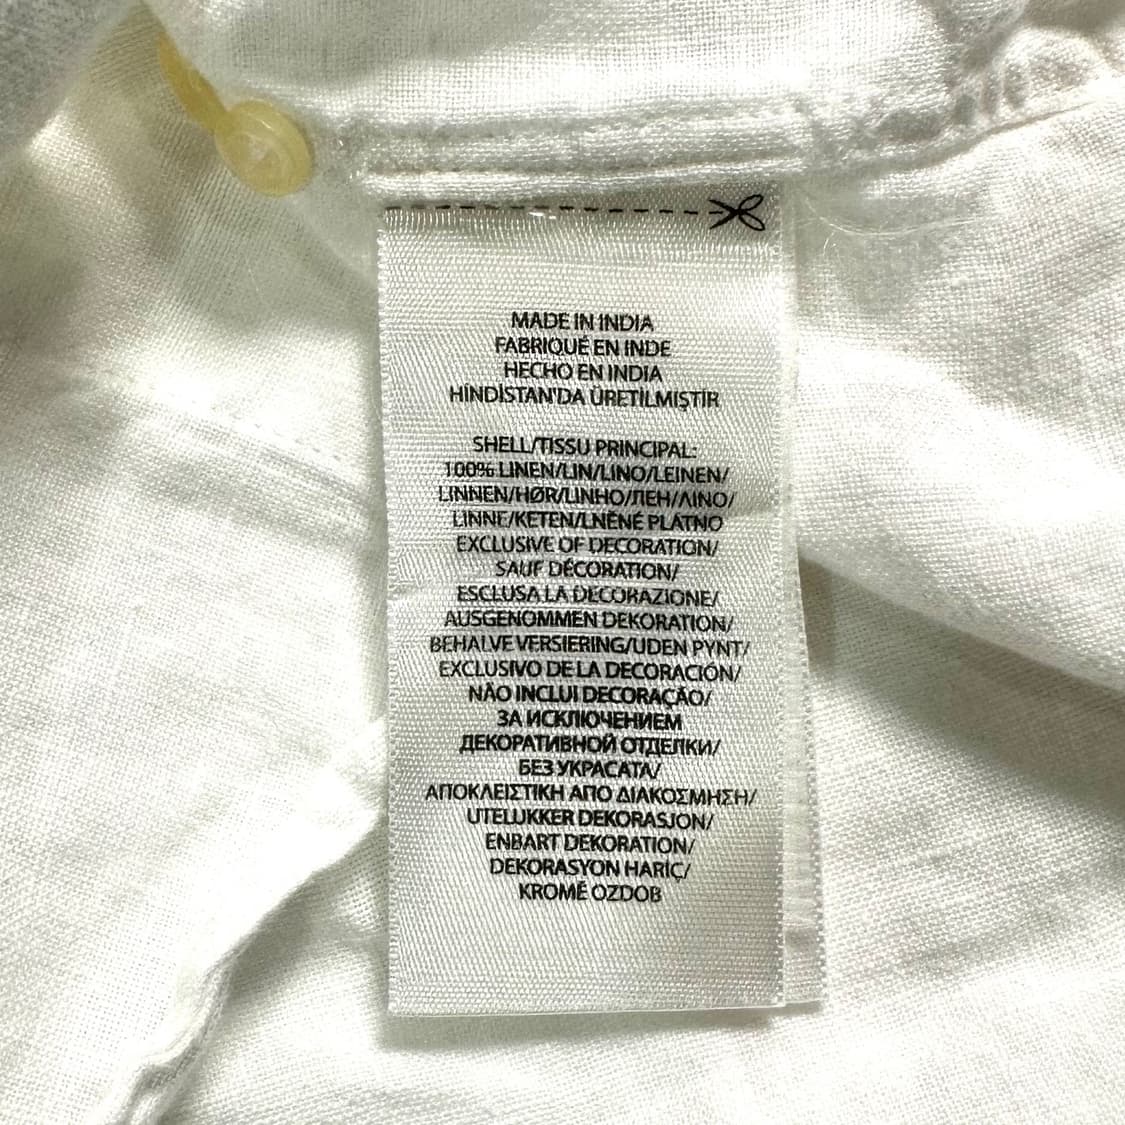 MADE IN INDIA
FABRIQUÉ EN INDE
HECHO EN INDIA
HİNDİSTAN'DA ÜRETİLMİŞTİR
SHELL/TISSU PRINCIPAL:
100% LINEN/LIN/LINO/LEINEN/
LINNEN/HØR/LINHO/ЛЕН/ΛΙΝΟ/
LINNE/KETEN/LNĚNÉ PLÁTNO
EXCLUSIVE OF DECORATION/
SAUF DÉCORATION/
ESCLUSA LA DECORAZIONE/
AUSGENOMMEN DEKORATION/
BEHALVE VERSIERING/UDEN PYNT/
EXCLUSIVO DE LA DECORACIÓN/
NÃO INCLUI DECORAÇÃO/
ЗА ИСКЛЮЧЕНИЕМ
ДЕКОРАТИВНОЙ ОТДЕЛКИ/
БЕЗ УКРАСАТА/
ΑΠΟΚΛΕΙΣΤΙΚΗ ΑΠΟ ΔΙΑΚΟΣΜΗΣΗ/
UTELUKKER DEKORASJON/
ENBART DEKORATION/
DEKORASYON HARİÇ/
KROMĚ OZDOB